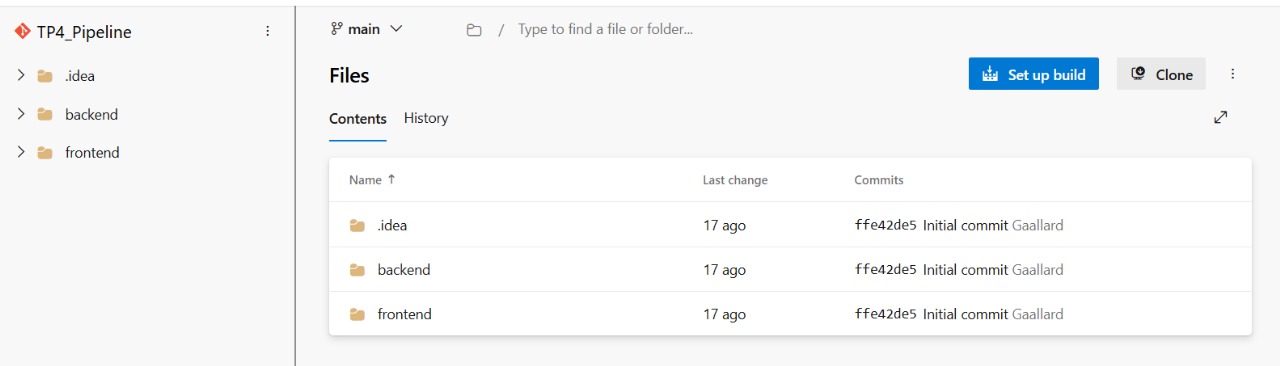 TP4_Pipeline
.idea
backend
frontend
main
/ Type to find a file or folder...
Files
Set up build
Clone
Contents History
Name ↑ Last change Commits
.idea 17 ago ffe42de5 Initial commit Gaallard
backend 17 ago ffe42de5 Initial commit Gaallard
frontend 17 ago ffe42de5 Initial commit Gaallard